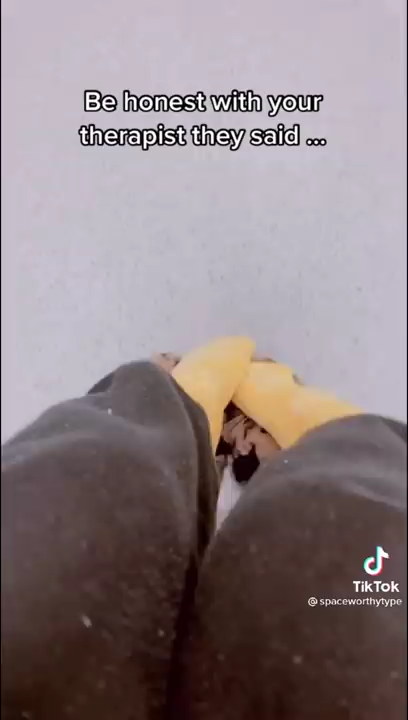 Be honest with your
therapist they said ...
TikTok
@spaceworthytype